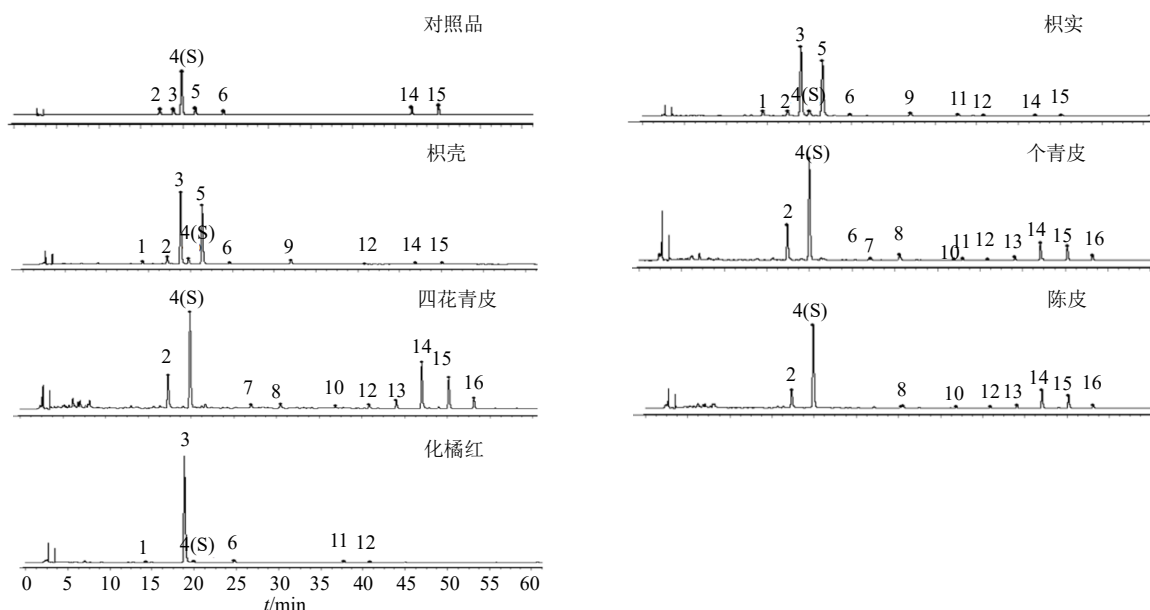 对照品
4(S)
2 3 5 6 14 15
枳实
3 5
1 2 4(S) 6 9 11 12 14 15
枳壳
3 5
1 2 4(S) 6 9 12 14 15
个青皮
4(S)
2 6 7 8 10 11 12 13 14 15 16
四花青皮
4(S)
2 7 8 10 12 13 14 15 16
陈皮
4(S)
2 8 10 12 13 14 15 16
化橘红
3
1 4(S) 6 11 12
0 5 10 15 20 25 30 35 40 45 50 55 60
t/min